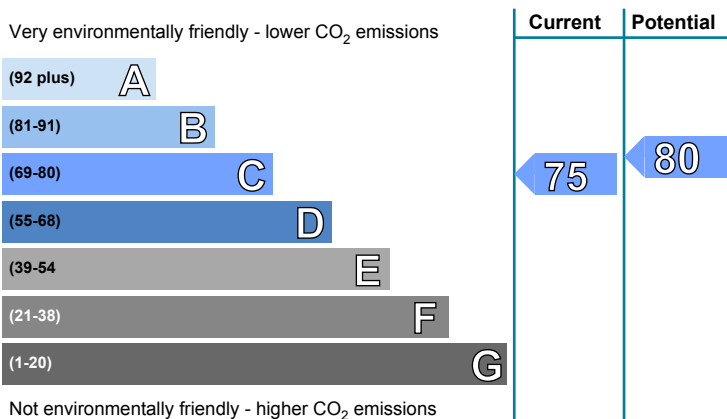 Current Potential
Very environmentally friendly - lower CO2 emissions
(92 plus) A
(81-91) B
(69-80) C
75 80
(55-68) D
(39-54 E
(21-38) F
(1-20) G
Not environmentally friendly - higher CO2 emissions